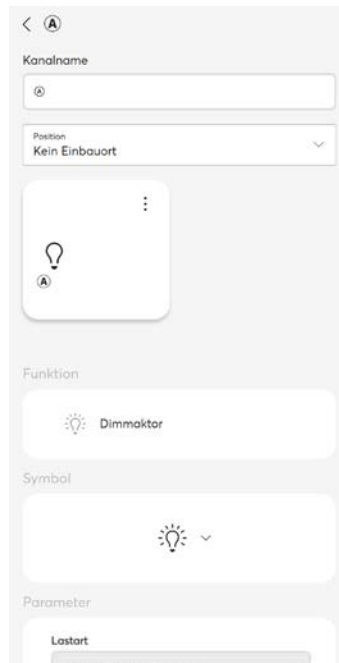 Ⓐ
Kanalname
Ⓐ
Position
Kein Einbauort
Ⓐ
Funktion
Dimmaktor
Symbol
Parameter
Lastart